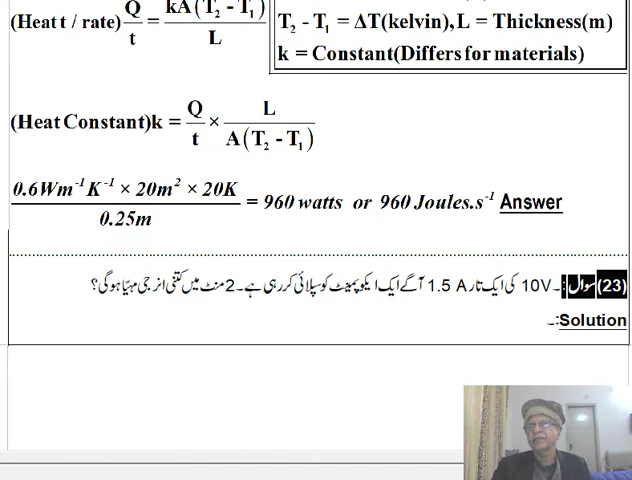 (Heat t / rate) Q/t = kA(T₂ - T₁)/L
T₂ - T₁ = ΔT(kelvin), L = Thickness(m)
k = Constant(Differs for materials)
(Heat Constant)k = Q/t × L/A(T₂ - T₁)
0.6Wm⁻¹K⁻¹ × 20m² × 20K / 0.25m = 960 watts or 960 Joules.s⁻¹ Answer
(23) سوال :۔ 10V کی ایک تار 1.5 A آگے ایک ایکوپمینٹ کو سپلائی کر رہی ہے۔ 2 منٹ میں کتنی انرجی مہیّا ہوگی؟
Solution:۔